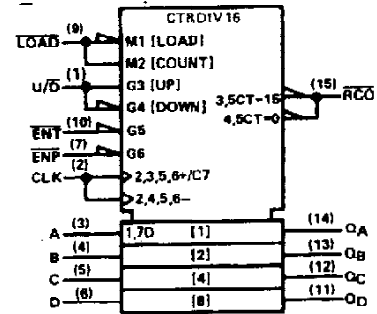 CTRDIV16
LOAD (9) M1 [LOAD]
M2 [COUNT]
U/D (1) G3 [UP]
G4 [DOWN]
3,5CT=15 (15) RCO
4,5CT=0
ENT (10) G5
ENP (7) G6
CLK (2) 2,3,5,6+/C7
2,4,5,6–
A (3) 1,7D [1] (14) QA
B (4) [2] (13) QB
C (5) [4] (12) QC
D (6) [8] (11) QD